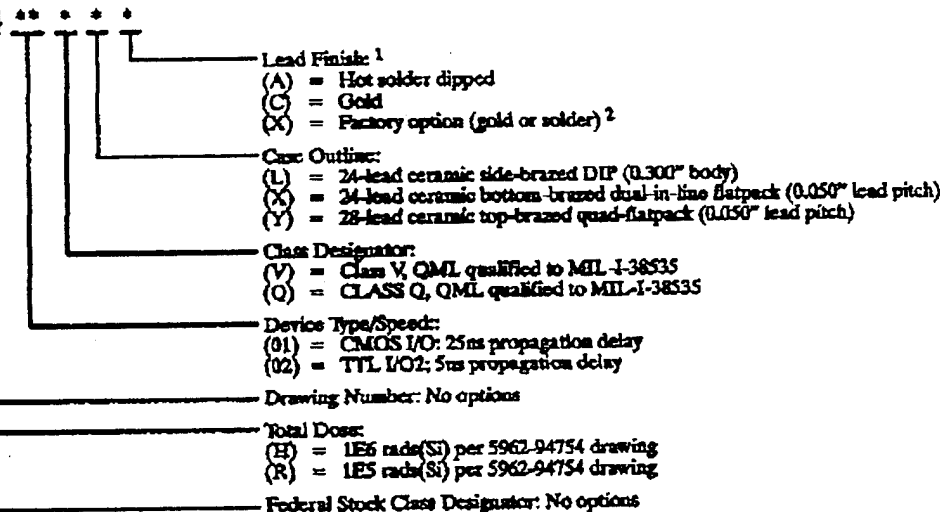 ** * * *
Lead Finish: 1
(A) = Hot solder dipped
(C) = Gold
(X) = Factory option (gold or solder) 2
Case Outline:
(L) = 24-lead ceramic side-brazed DIP (0.300" body)
(X) = 24-lead ceramic bottom-brazed dual-in-line flatpack (0.050" lead pitch)
(Y) = 28-lead ceramic top-brazed quad-flatpack (0.050" lead pitch)
Class Designator:
(V) = Class V, QML qualified to MIL-I-38535
(Q) = CLASS Q, QML qualified to MIL-I-38535
Device Type/Speed::
(01) = CMOS I/O: 25ns propagation delay
(02) = TTL I/O2; 5ns propagation delay
Drawing Number: No options
Total Dose:
(H) = 1E6 rads(Si) per 5962-94754 drawing
(R) = 1E5 rads(Si) per 5962-94754 drawing
Federal Stock Class Designator: No options